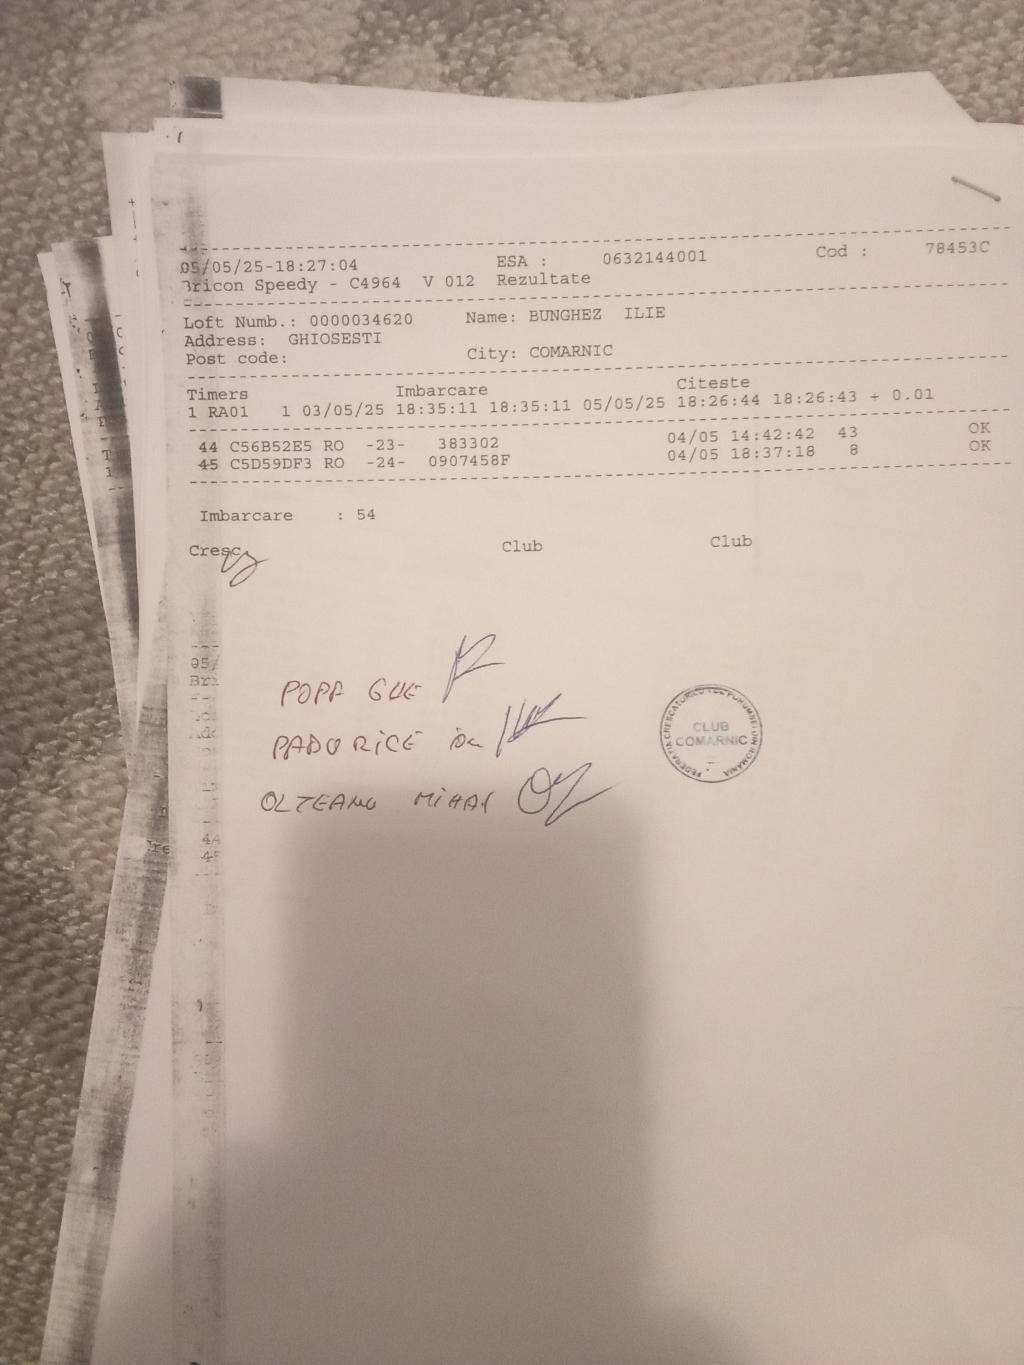 05/05/25-18:27:04 ESA : 0632144001 Cod : 78453C
Bricon Speedy - C4964 V 012 Rezultate
Loft Numb.: 0000034620 Name: BUNGHEZ ILIE
Address: GHIOSESTI
Post code: City: COMARNIC
Timers Imbarcare Citeste
1 RA01 1 03/05/25 18:35:11 18:35:11 05/05/25 18:26:44 18:26:43 + 0.01
44 C56B52E5 RO -23- 383302 04/05 14:42:42 43 OK
45 C5D59DF3 RO -24- 0907458F 04/05 18:37:18 8 OK
Imbarcare : 54
Cresc. Club Club
POPA GHE
PADURICE
OLTEANU MIHAI
CLUB
COMARNIC